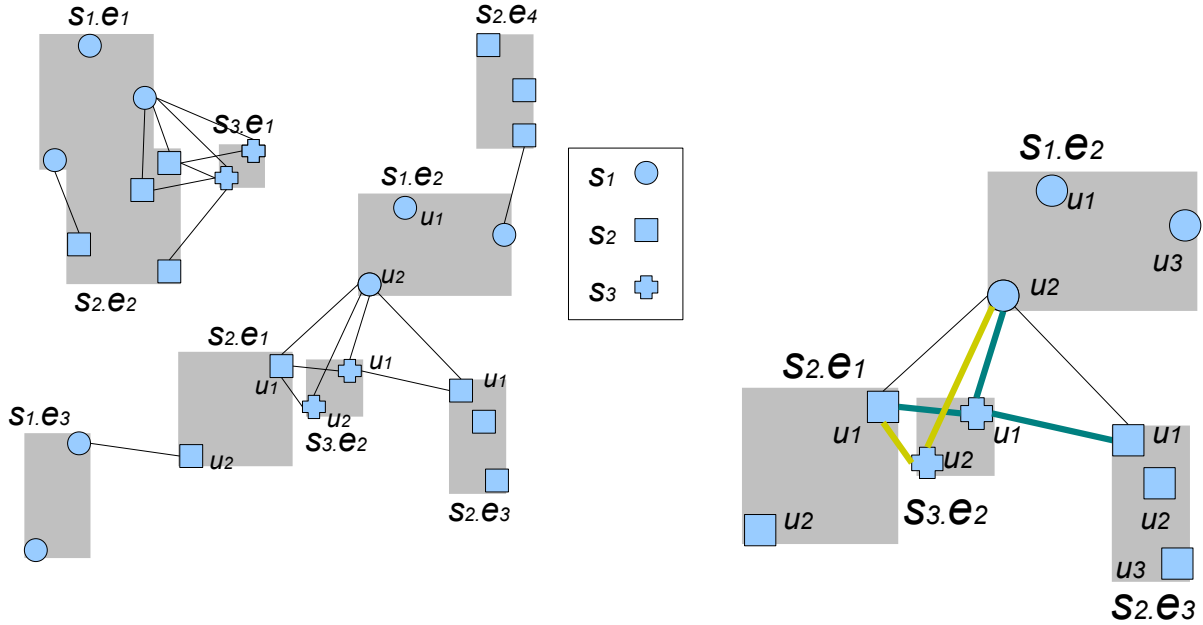 s1.e1
s2.e4
s3.e1
s1.e2
u1
u2
s2.e2
s2.e1
u1
u1
u1
u2
s3.e2
s1.e3
u2
s2.e3
s1
s2
s3
s1.e2
u1
u3
u2
s2.e1
u1
u1
u1
u2
s3.e2
u2
u2
u3
s2.e3